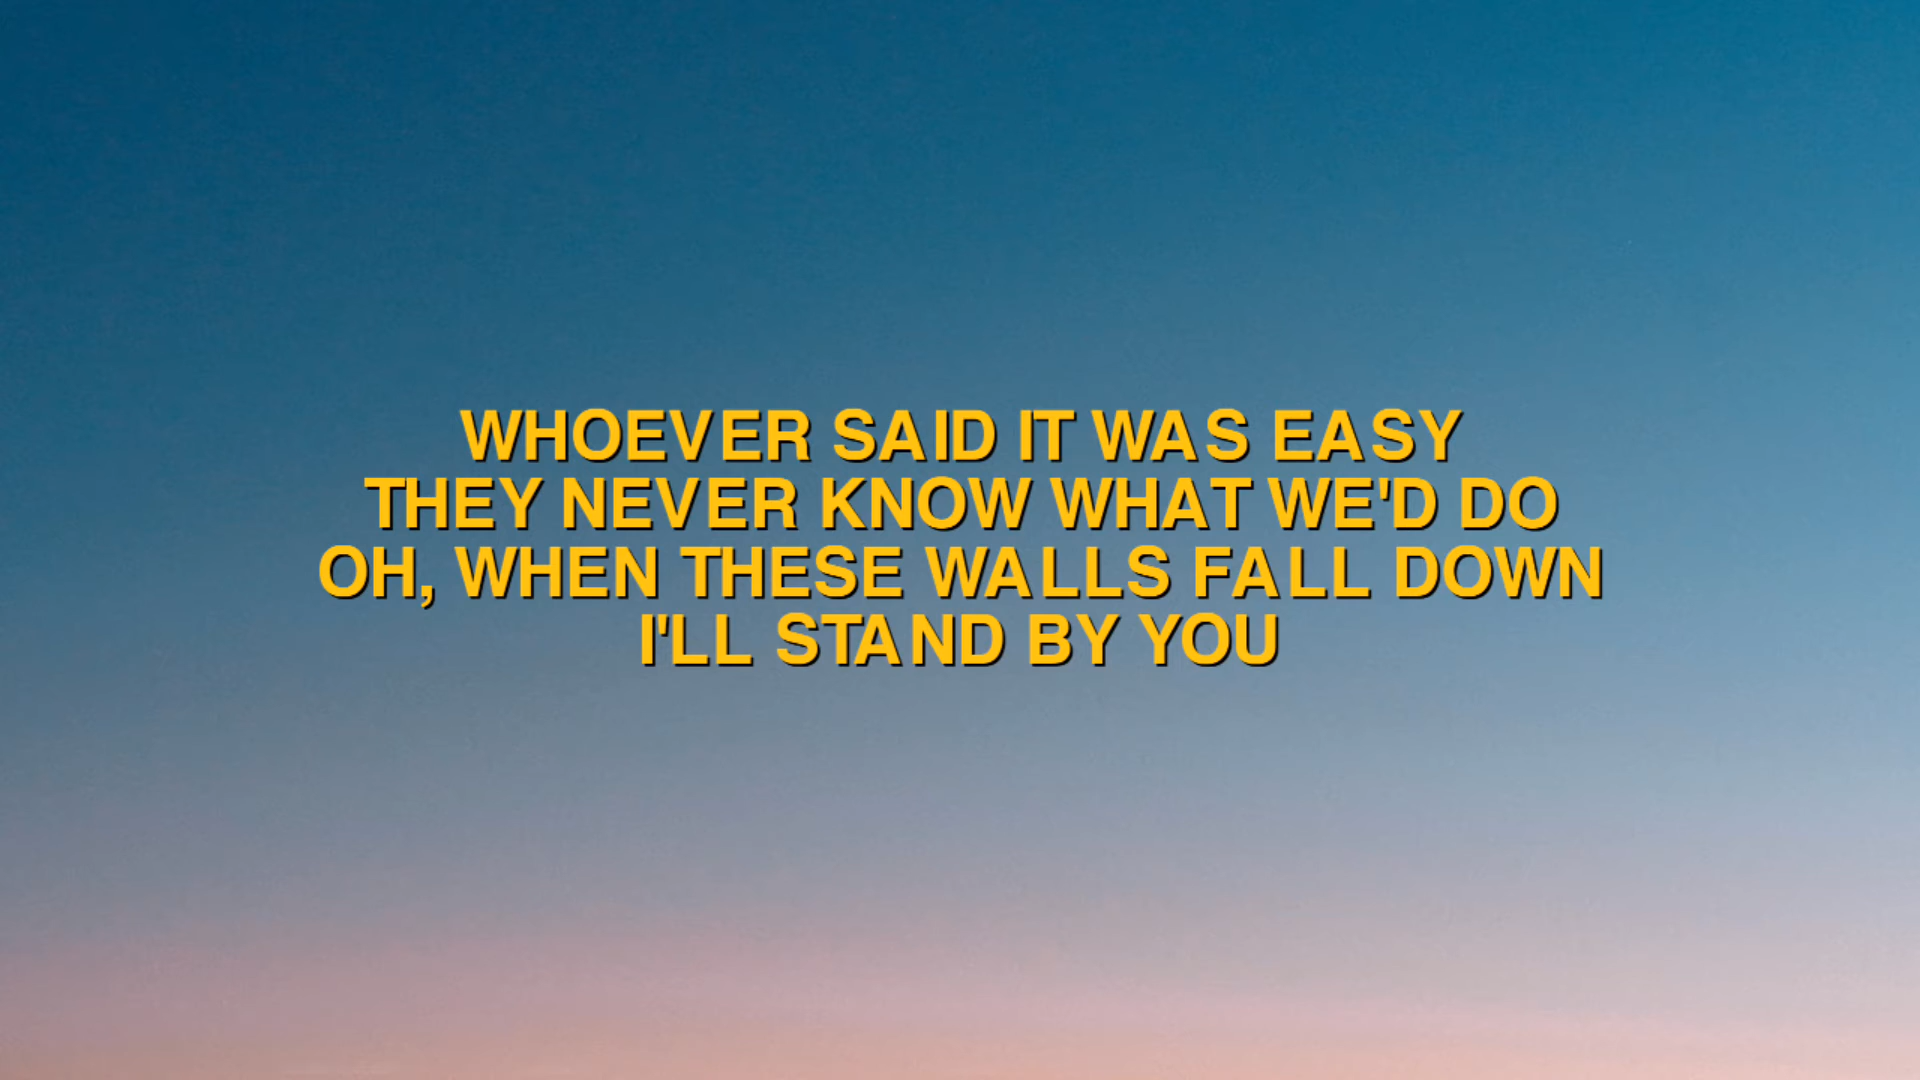 WHOEVER SAID IT WAS EASY
THEY NEVER KNOW WHAT WE'D DO
OH, WHEN THESE WALLS FALL DOWN
I'LL STAND BY YOU